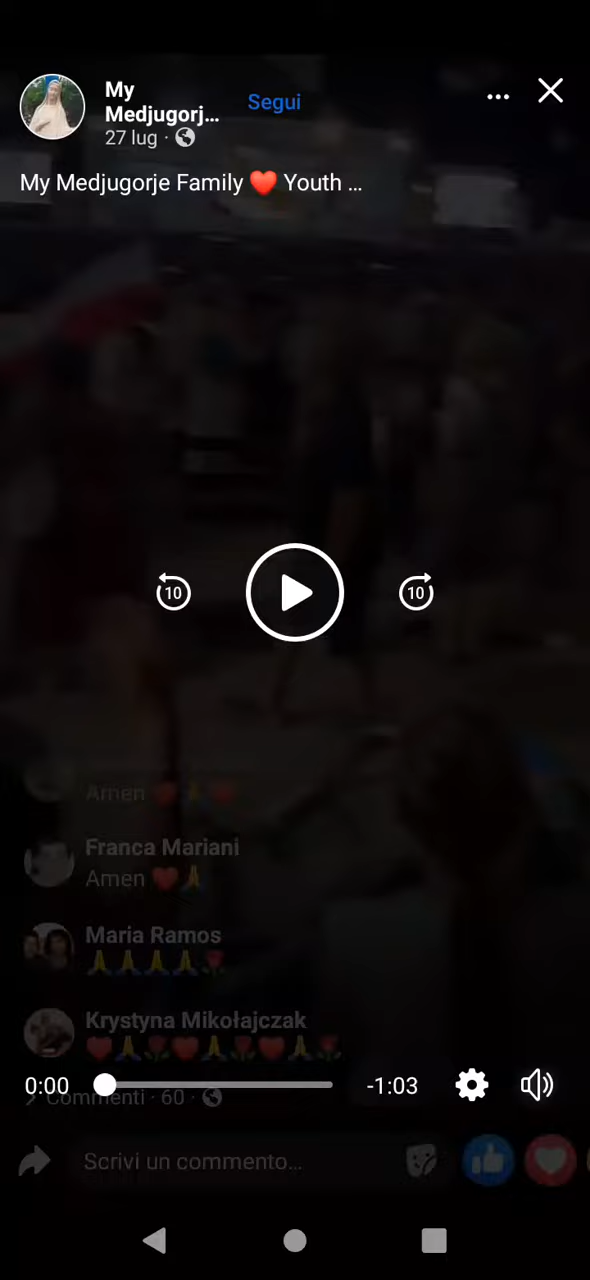 My
Medjugorj... Segui
27 lug ·
My Medjugorje Family ❤️ Youth ...
10
10
Amen ❤️🙏🌹
Franca Mariani
Amen ❤️🙏
Maria Ramos
🙏🙏🙏🙏🌹
Krystyna Mikołajczak
❤️🙏🌹❤️🙏🌹❤️🙏🌹
0:00 -1:03
Commenti · 60 ·
Scrivi un commento...